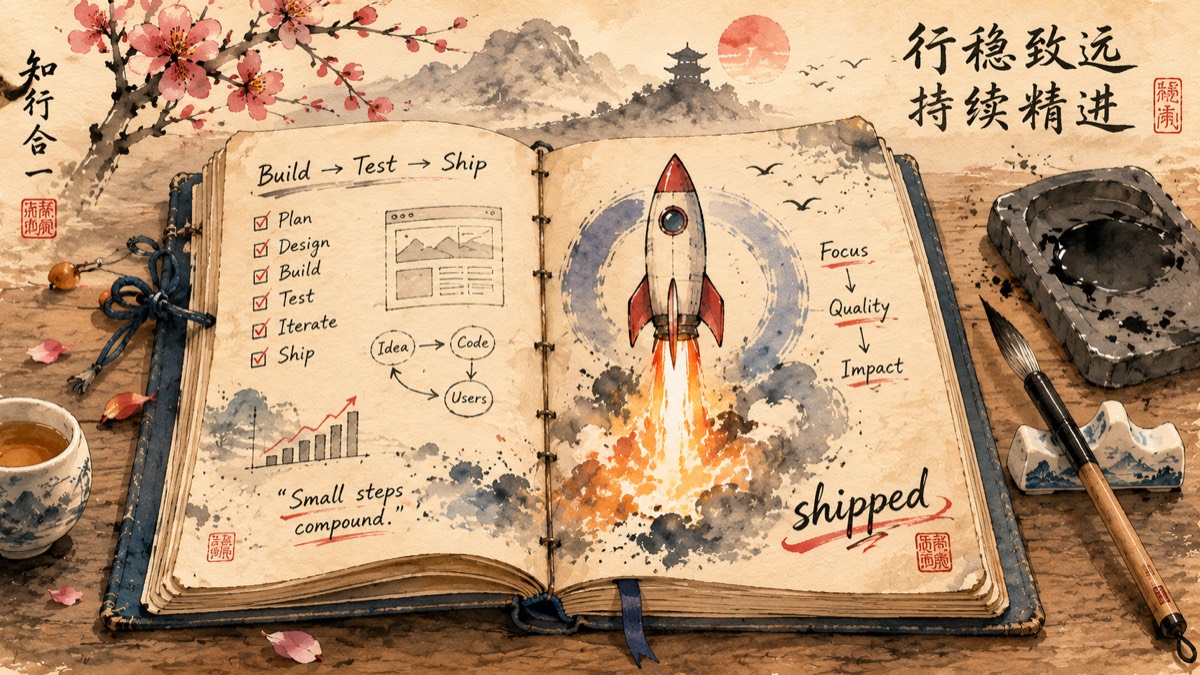 知行合一
行稳致远
持续精进
Build → Test → Ship
Plan
Design
Build
Test
Iterate
Ship
Idea
Code
Users
“Small steps
compound.”
Focus
Quality
Impact
shipped